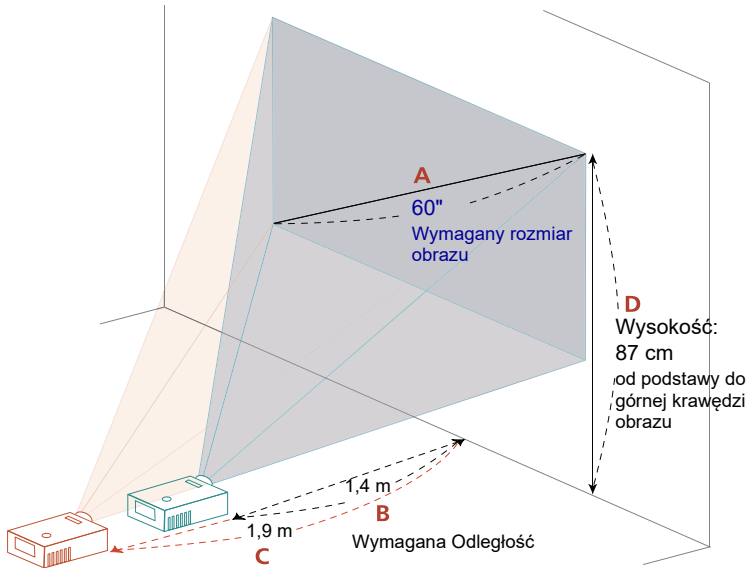 A
60"
Wymagany rozmiar
obrazu
D
Wysokość:
87 cm
od podstawy do
górnej krawędzi
obrazu
1,4 m
B
1,9 m
C
Wymagana Odległość